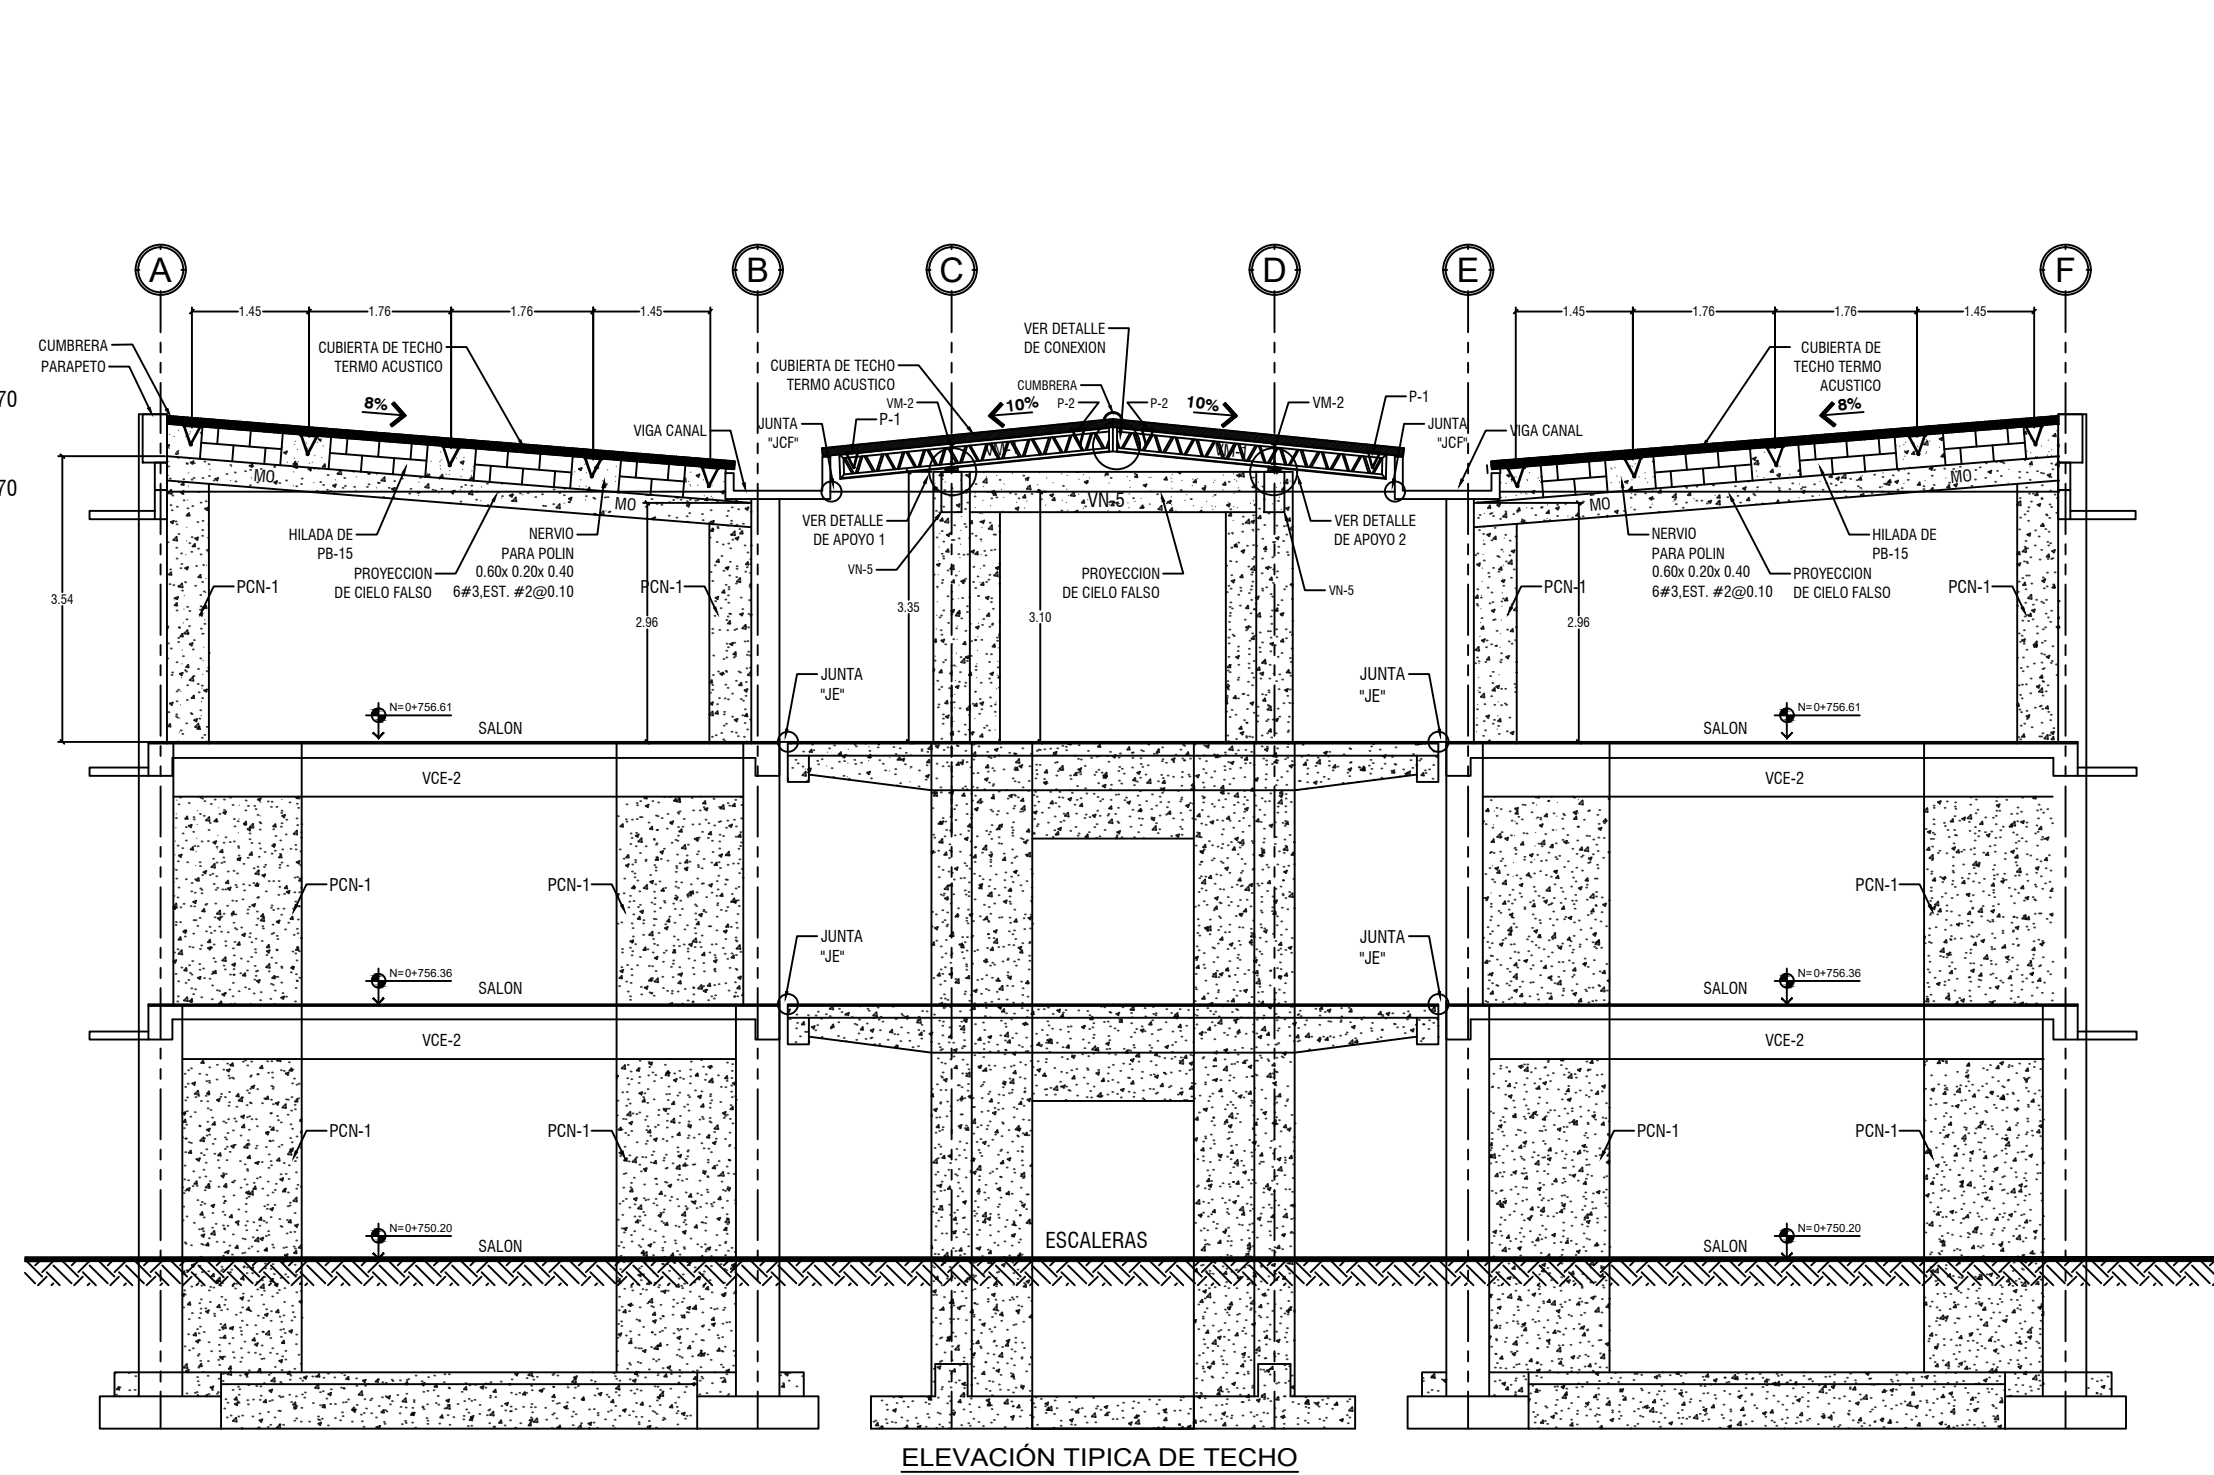 A
B
C
D
E
F
1.45
1.76
1.76
1.45
1.45
1.76
1.76
1.45
CUMBRERA
PARAPETO
CUBIERTA DE TECHO
TERMO ACUSTICO
8%
70
70
VIGA CANAL
JUNTA
"JCF"
CUBIERTA DE TECHO
TERMO ACUSTICO
VM-2
P-1
VER DETALLE
DE CONEXION
CUMBRERA
10%
P-2
P-2
10%
VM-2
P-1
JUNTA
"JCF"
VIGA CANAL
CUBIERTA DE
TECHO TERMO
ACUSTICO
8%
MO
MO
VN-5
MO
MO
HILADA DE
PB-15
PROYECCION
DE CIELO FALSO
NERVIO
PARA POLIN
0.60x 0.20x 0.40
6#3,EST. #2@0.10
VER DETALLE
DE APOYO 1
VN-5
PROYECCION
DE CIELO FALSO
VER DETALLE
DE APOYO 2
VN-5
NERVIO
PARA POLIN
0.60x 0.20x 0.40
6#3,EST. #2@0.10
HILADA DE
PB-15
PROYECCION
DE CIELO FALSO
PCN-1
PCN-1
PCN-1
PCN-1
3.54
2.96
3.35
3.10
2.96
JUNTA
"JE"
JUNTA
"JE"
N=0+756.61
SALON
N=0+756.61
SALON
VCE-2
VCE-2
PCN-1
PCN-1
PCN-1
JUNTA
"JE"
JUNTA
"JE"
N=0+756.36
SALON
N=0+756.36
SALON
VCE-2
VCE-2
PCN-1
PCN-1
PCN-1
PCN-1
N=0+750.20
SALON
ESCALERAS
N=0+750.20
SALON
ELEVACIÓN TIPICA DE TECHO